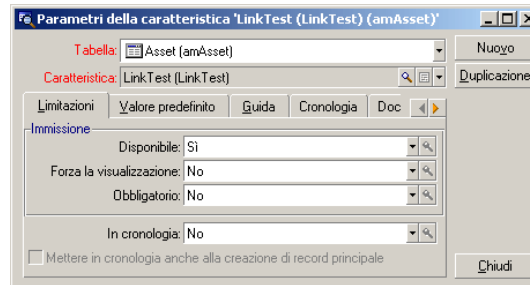 Parametri della caratteristica 'LinkTest (LinkTest) (amAsset)'
Tabella: Asset (amAsset)
Nuovo
Caratteristica: LinkTest (LinkTest)
Duplicazione
Limitazioni Valore predefinito Guida Cronologia Doc
Immissione
Disponibile: Sì
Forza la visualizzazione: No
Obbligatorio: No
In cronologia: No
Mettere in cronologia anche alla creazione di record principale
Chiudi